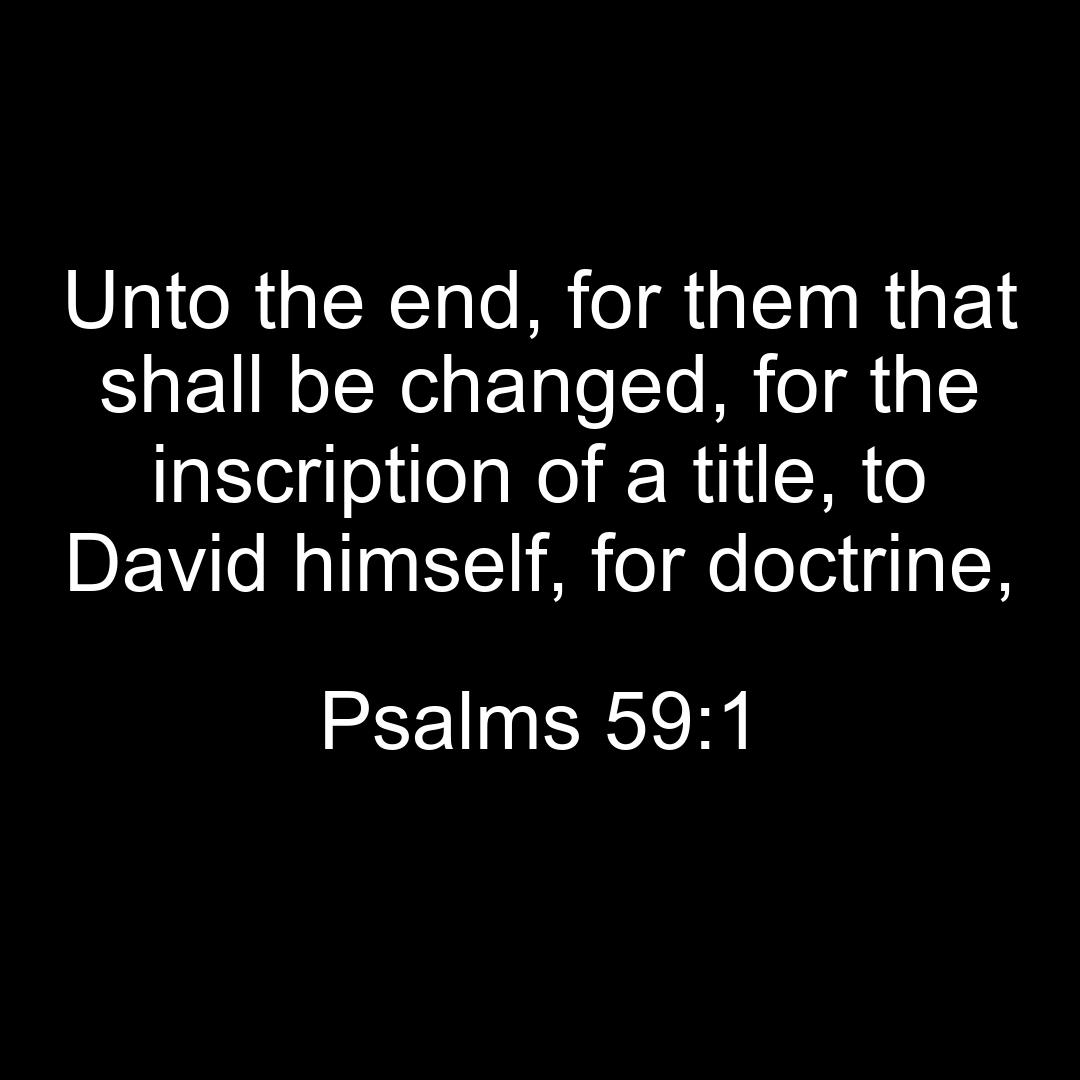 Unto the end, for them that
shall be changed, for the
inscription of a title, to
David himself, for doctrine,
Psalms 59:1